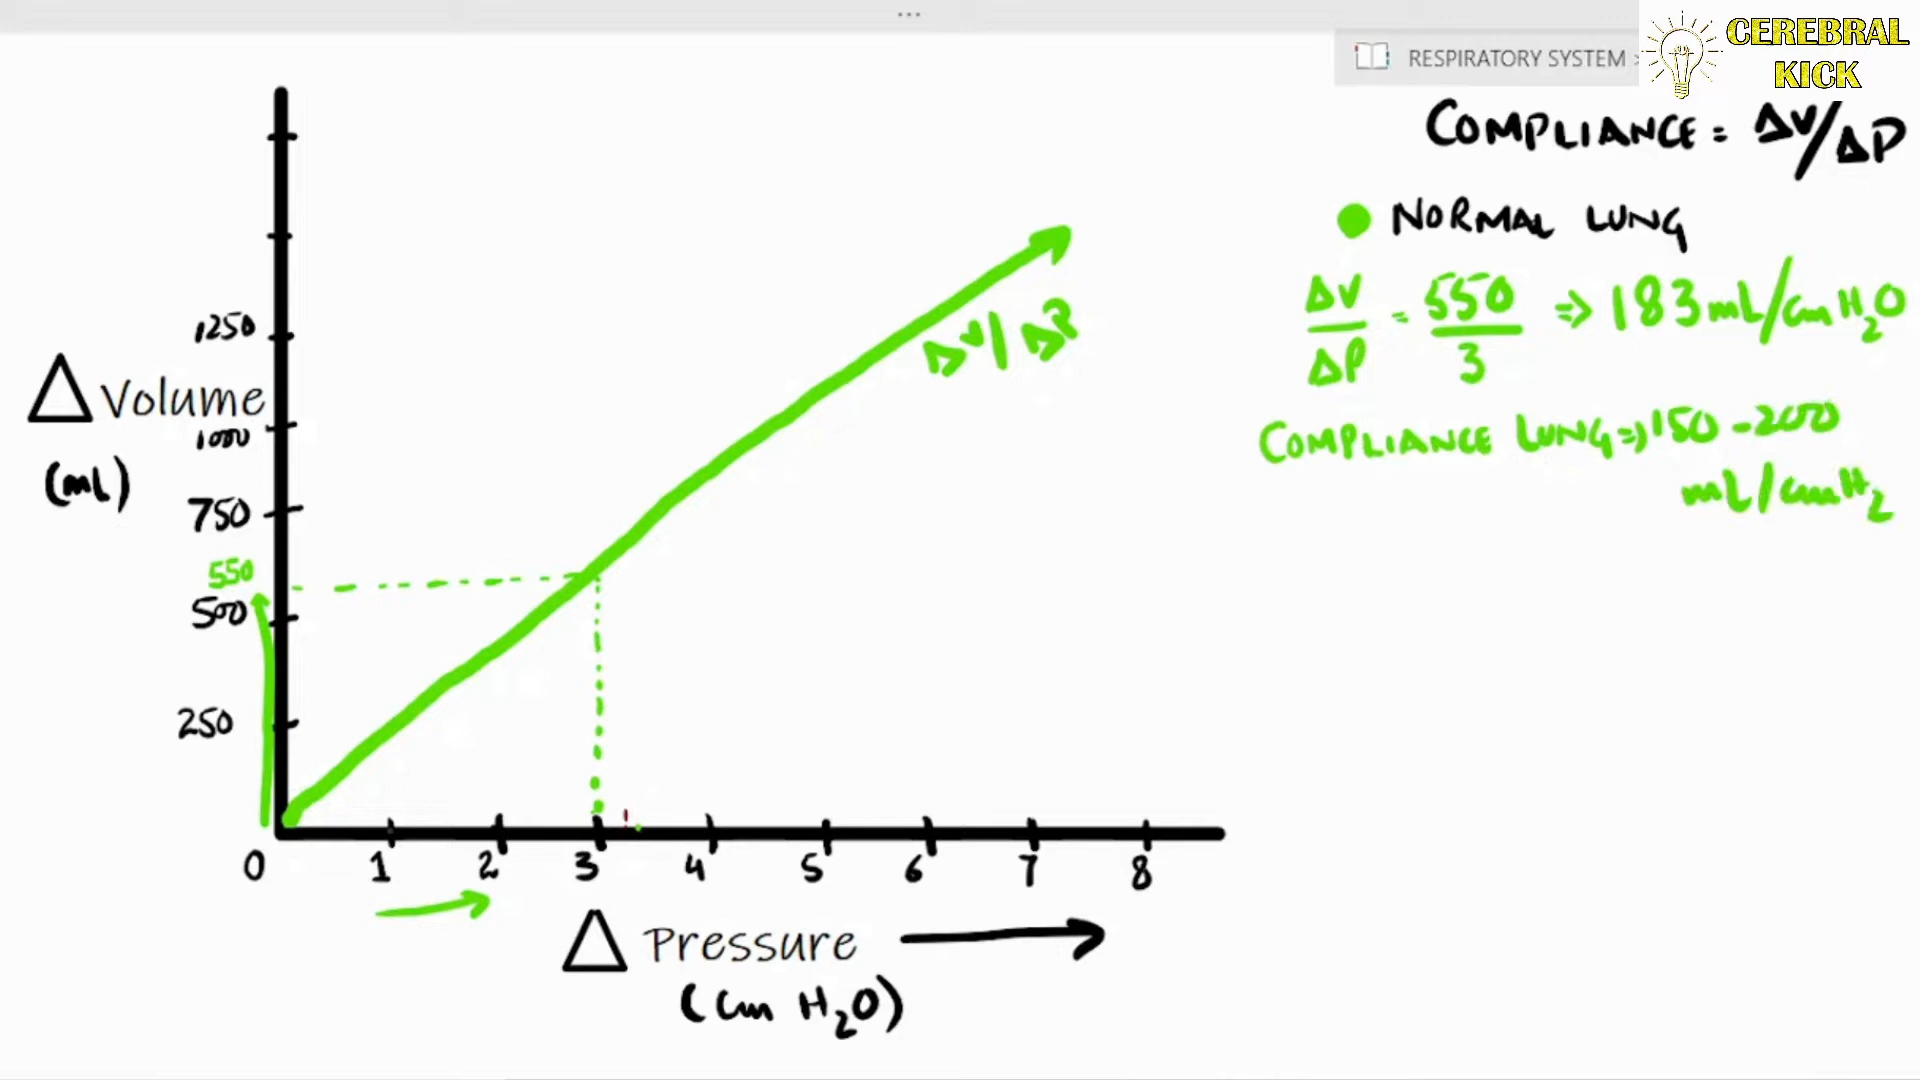 ...
RESPIRATORY SYSTEM >
CEREBRAL
KICK
COMPLIANCE = ΔV/ΔP
NORMAL LUNG
ΔV/ΔP = 550/3 => 183mL/cmH₂O
COMPLIANCE LUNG => 150 - 200
mL/cmH₂
ΔV/ΔP
1250
Δ Volume
1000
(mL)
750
550
500
250
0 1 2 3 4 5 6 7 8
Δ Pressure
(Cm H₂O)